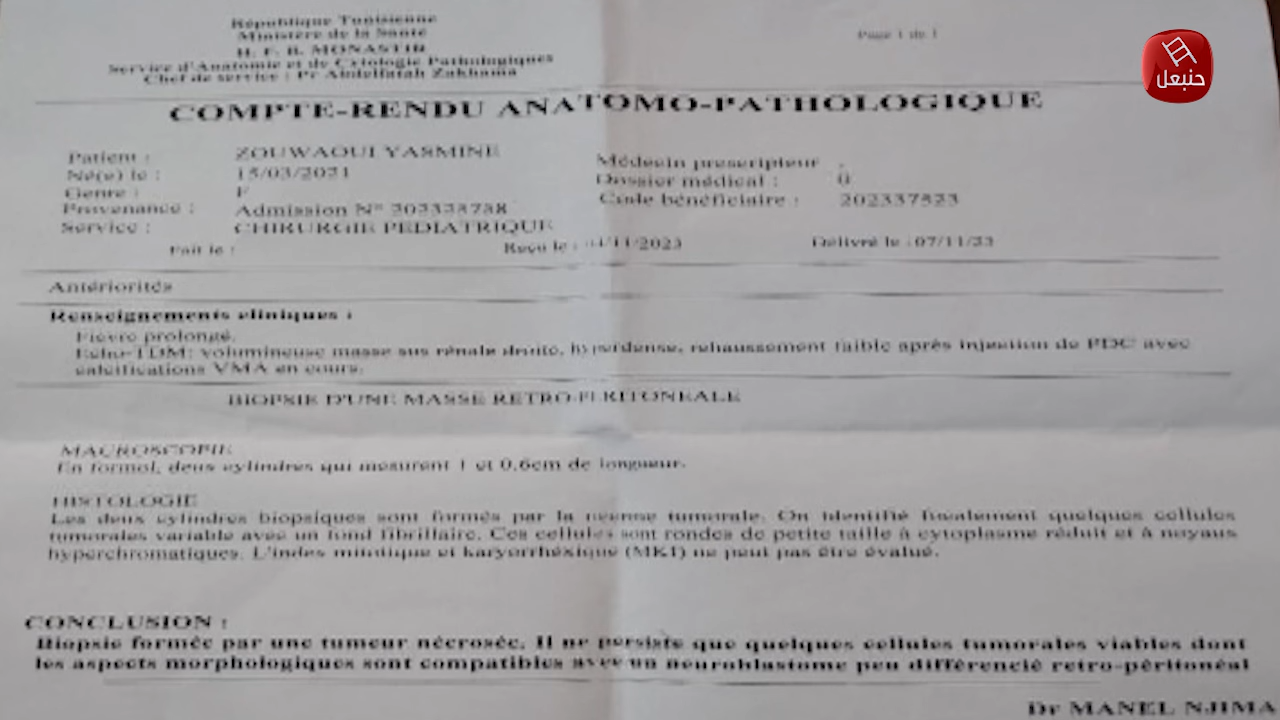 République Tunisienne
Ministère de la Santé
H. F. B. MONASTIR
Service d'Anatomie et de Cytologie Pathologiques
Chef de service : Pr Abdelfatah Zakhama
Page 1 de 1
حنبعل
COMPTE-RENDU ANATOMO-PATHOLOGIQUE
Patient : ZOUWAOUI YASMINE
Né(e) le : 15/03/2021
Genre : F
Provenance : Admission N°
Service : CHIRURGIE PEDIATRIQUE
Médecin prescripteur :
Dossier médical : 0
Code bénéficiaire : 202337523
Fait le : Reçu le : /11/2023 Délivré le : 07/11/23
Antériorités
Renseignements cliniques :
Fièvre prolongé.
Echo-TDM: volumineuse masse sus rénale droite, hyperdense, rehaussement faible après injection de PDC avec
calcifications VMA en cours.
BIOPSIE D'UNE MASSE RETRO-PERITONEALE
MACROSCOPIE
En formol, deux cylindres qui mesurent 1 et 0,6cm de longueur.
HISTOLOGIE
Les deux cylindres biopsiques sont formés par la tumorale. On identifie focalement quelques cellules
tumorales variable avec un fond fibrillaire. Ces cellules sont rondes de petite taille à cytoplasme réduit et à noyaux
hyperchromatiques. L'index mitotique et karyorrhéxique (MKI) ne peut pas être évalué.
CONCLUSION :
Biopsie formée par une tumeur nécrosée. Il ne persiste que quelques cellules tumorales viables dont
les aspects morphologiques sont compatibles avec un neuroblastome peu différencié retro-péritonéal
Dr MANEL NJIMA